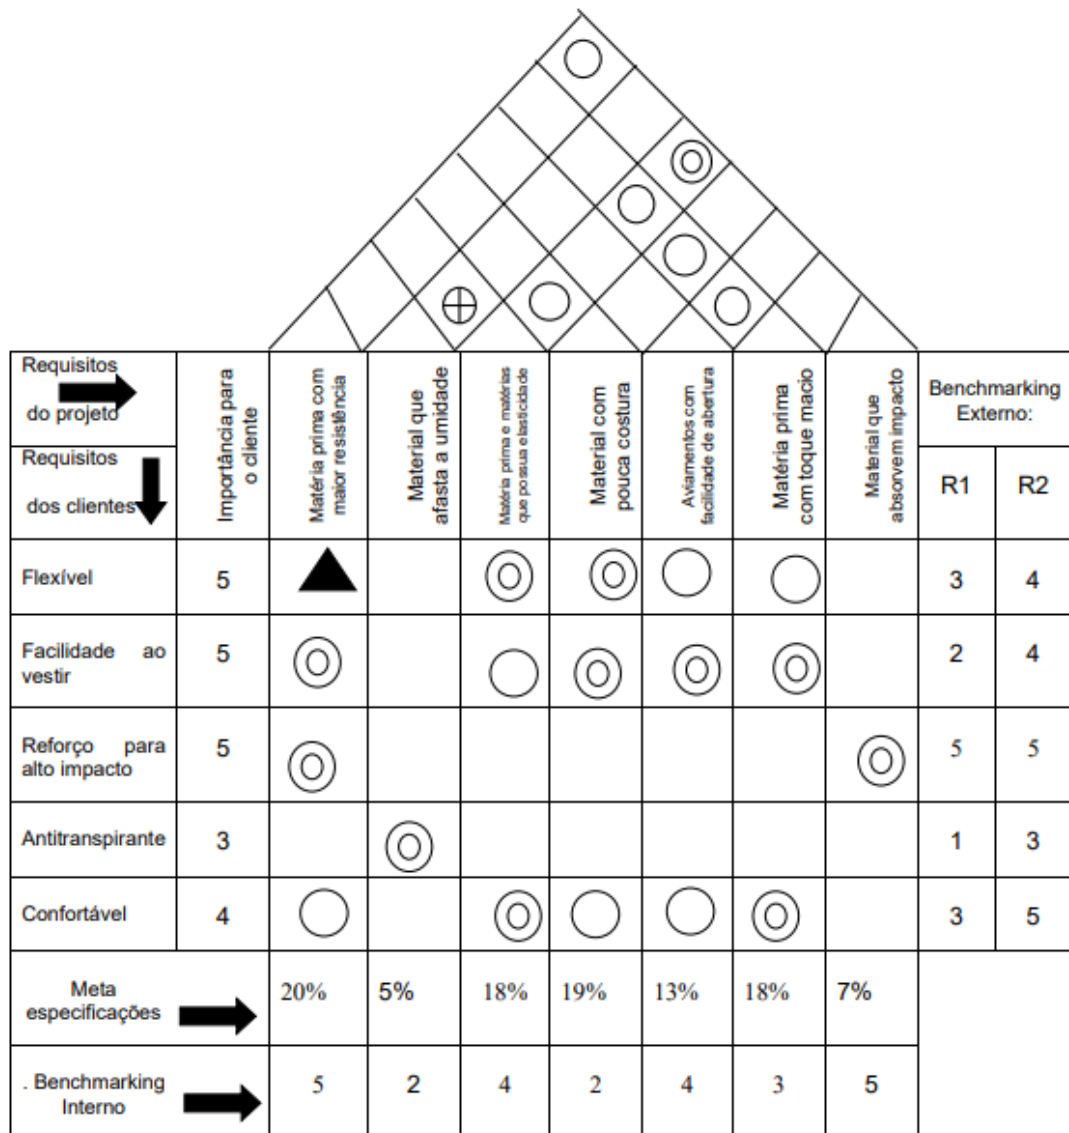 Requisitos
do projeto
Requisitos
dos clientes
Importância para
o cliente
Matéria prima com
maior resistência
Material que
afasta a umidade
Matéria prima e matérias
que possua elasticidade
Material com
pouca costura
Aviamentos com
facilidade de abertura
Matéria prima
com toque macio
Material que
absorvem impacto
Benchmarking
Externo:
R1 R2
Flexível 5 3 4
Facilidade ao
vestir 5 2 4
Reforço para
alto impacto 5 5 5
Antitranspirante 3 1 3
Confortável 4 3 5
Meta
especificações 20% 5% 18% 19% 13% 18% 7%
. Benchmarking
Interno 5 2 4 2 4 3 5